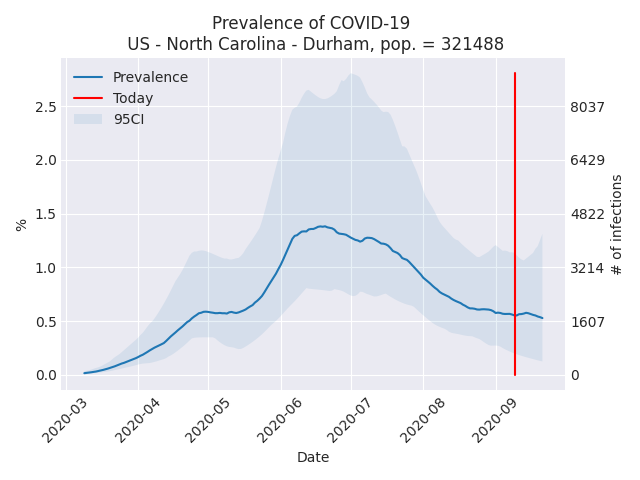 Prevalence of COVID-19
US - North Carolina - Durham, pop. = 321488
Prevalence
Today
95CI
2.5
2.0
1.5
1.0
0.5
0.0
%
8037
6429
4822
3214
1607
0
# of infections
2020-03
2020-04
2020-05
2020-06
2020-07
2020-08
2020-09
Date